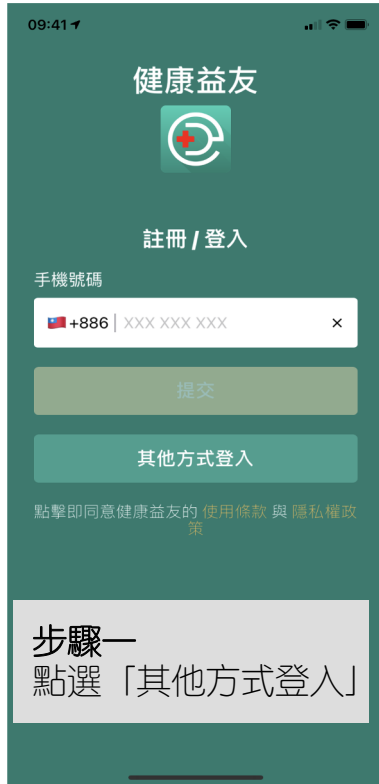 09:41
健康益友
註冊 / 登入
手機號碼
+886 XXX XXX XXX ×
提交
其他方式登入
點擊即同意健康益友的 使用條款 與 隱私權政
策
步驟一
點選「其他方式登入」